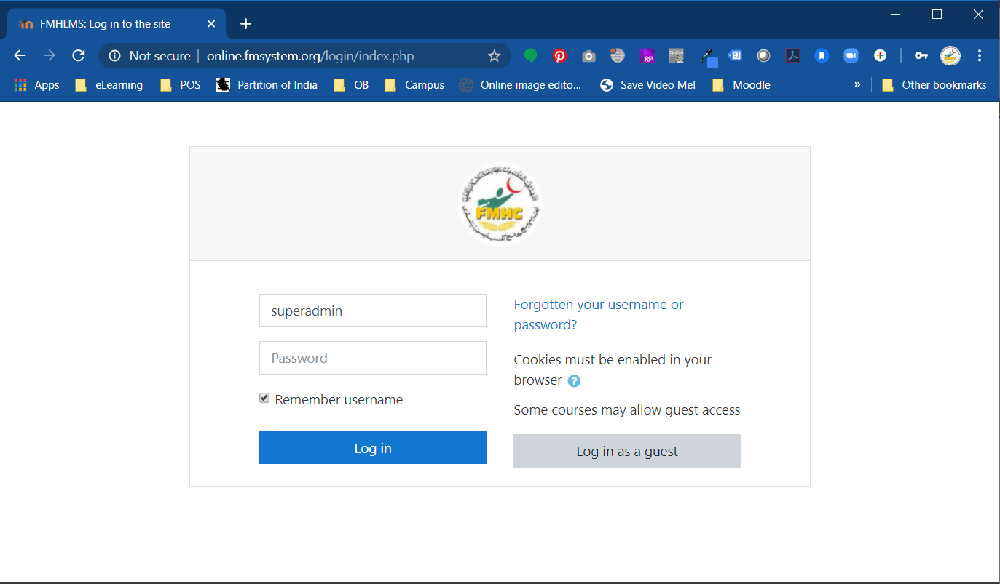 FMHLMS: Log in to the site
Not secure | online.fmsystem.org/login/index.php
RP
Apps eLearning POS Partition of India QB Campus Online image edito... Save Video Me! Moodle » Other bookmarks
FMHC
superadmin
Password
Remember username
Log in
Forgotten your username or
password?
Cookies must be enabled in your
browser ?
Some courses may allow guest access
Log in as a guest